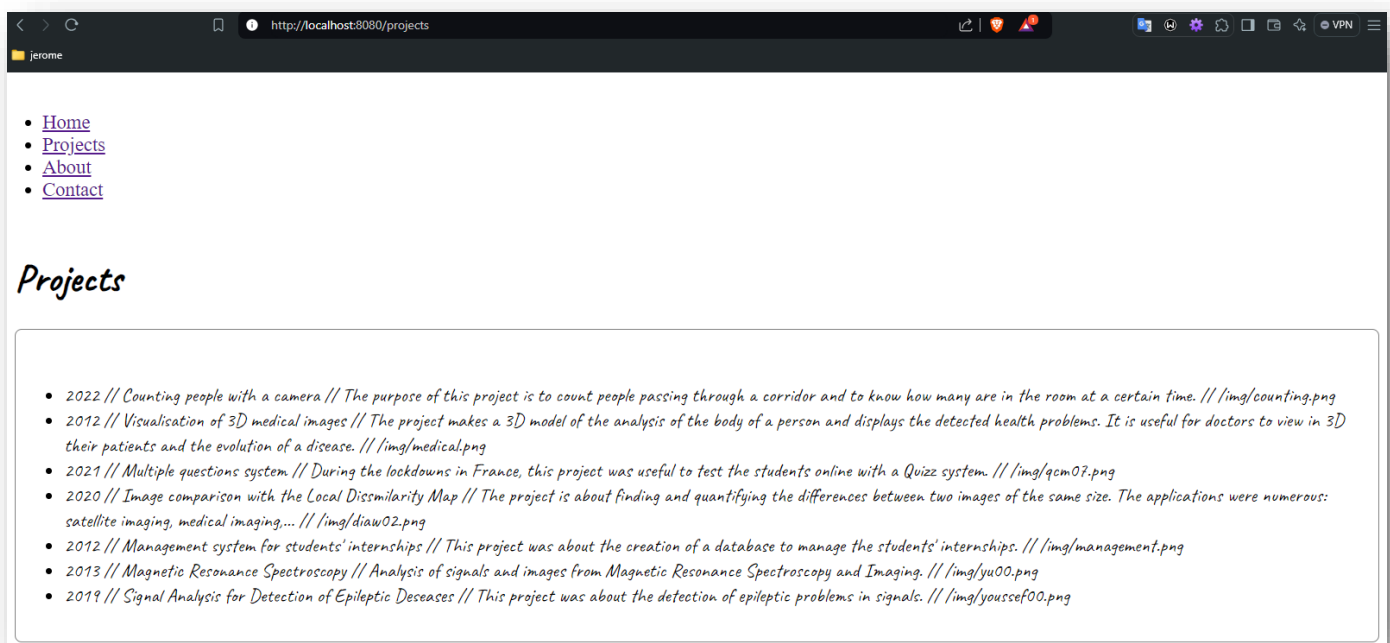 http://localhost:8080/projects
VPN
jerome
Home
Projects
About
Contact
Projects
2022 // Counting people with a camera // The purpose of this project is to count people passing through a corridor and to know how many are in the room at a certain time. // /img/counting.png
2012 // Visualisation of 3D medical images // The project makes a 3D model of the analysis of the body of a person and displays the detected health problems. It is useful for doctors to view in 3D
their patients and the evolution of a disease. // /img/medical.png
2021 // Multiple questions system // During the lockdowns in France, this project was useful to test the students online with a Quizz system. // /img/qcm07.png
2020 // Image comparison with the Local Dissmilarity Map // The project is about finding and quantifying the differences between two images of the same size. The applications were numerous:
satellite imaging, medical imaging,... // /img/diaw02.png
2012 // Management system for students' internships // This project was about the creation of a database to manage the students' internships. // /img/management.png
2013 // Magnetic Resonance Spectroscopy // Analysis of signals and images from Magnetic Resonance Spectroscopy and Imaging. // /img/yu00.png
2019 // Signal Analysis for Detection of Epileptic Deseases // This project was about the detection of epileptic problems in signals. // /img/youssef00.png